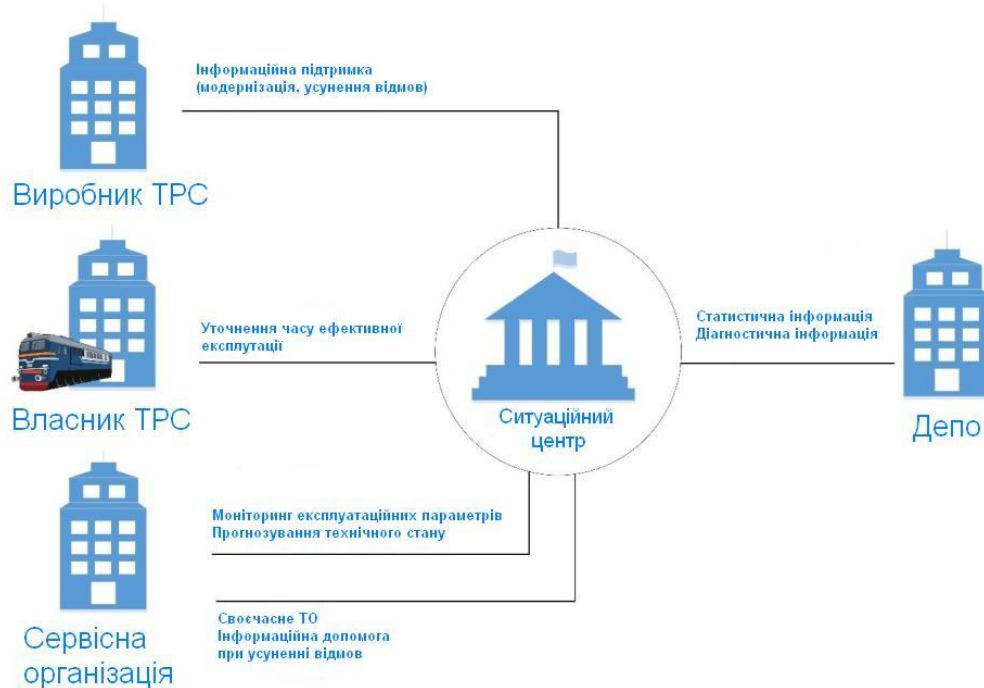 Інформаційна підтримка
(модернізація, усунення відмов)
Виробник ТРС
Уточнення часу ефективної
експлутації
Власник ТРС
Ситуаційний
центр
Статистична інформація
Діагностична інформація
Депо
Моніторинг експлуатаційних параметрів
Прогнозування технічного стану
Своєчасне ТО
Інформаційна допомога
при усуненні відмов
Сервісна
організація